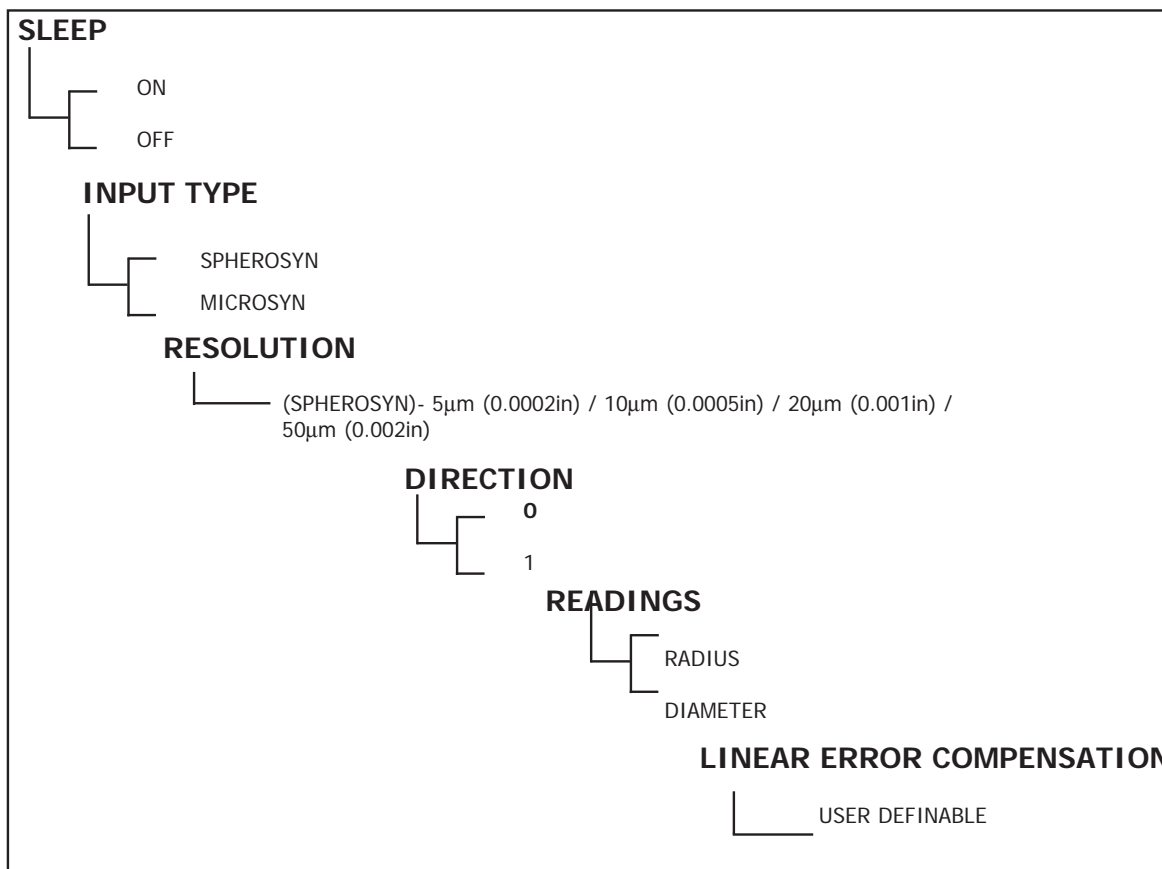 SLEEP
ON
OFF
INPUT TYPE
SPHEROSYN
MICROSYN
RESOLUTION
(SPHEROSYN)- 5µm (0.0002in) / 10µm (0.0005in) / 20µm (0.001in) /
50µm (0.002in)
DIRECTION
0
1
READINGS
RADIUS
DIAMETER
LINEAR ERROR COMPENSATION
USER DEFINABLE